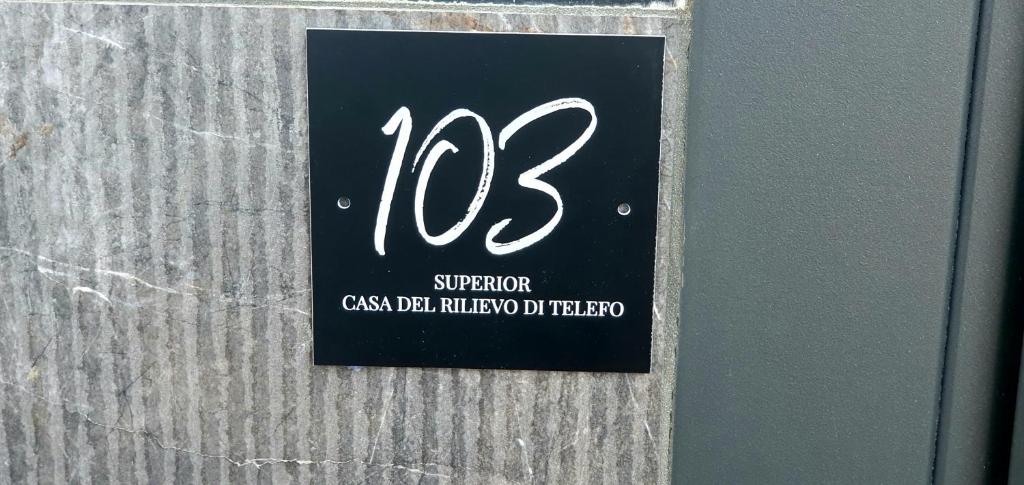 103
SUPERIOR
CASA DEL RILIEVO DI TELEFO